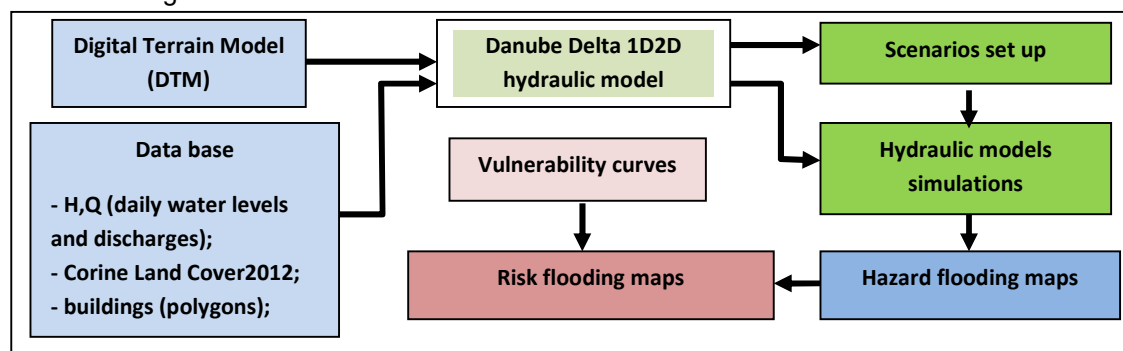 Digital Terrain Model
(DTM)
Danube Delta 1D2D
hydraulic model
Scenarios set up
Data base
- H,Q (daily water levels
and discharges);
- Corine Land Cover2012;
- buildings (polygons);
Vulnerability curves
Hydraulic models
simulations
Risk flooding maps
Hazard flooding maps